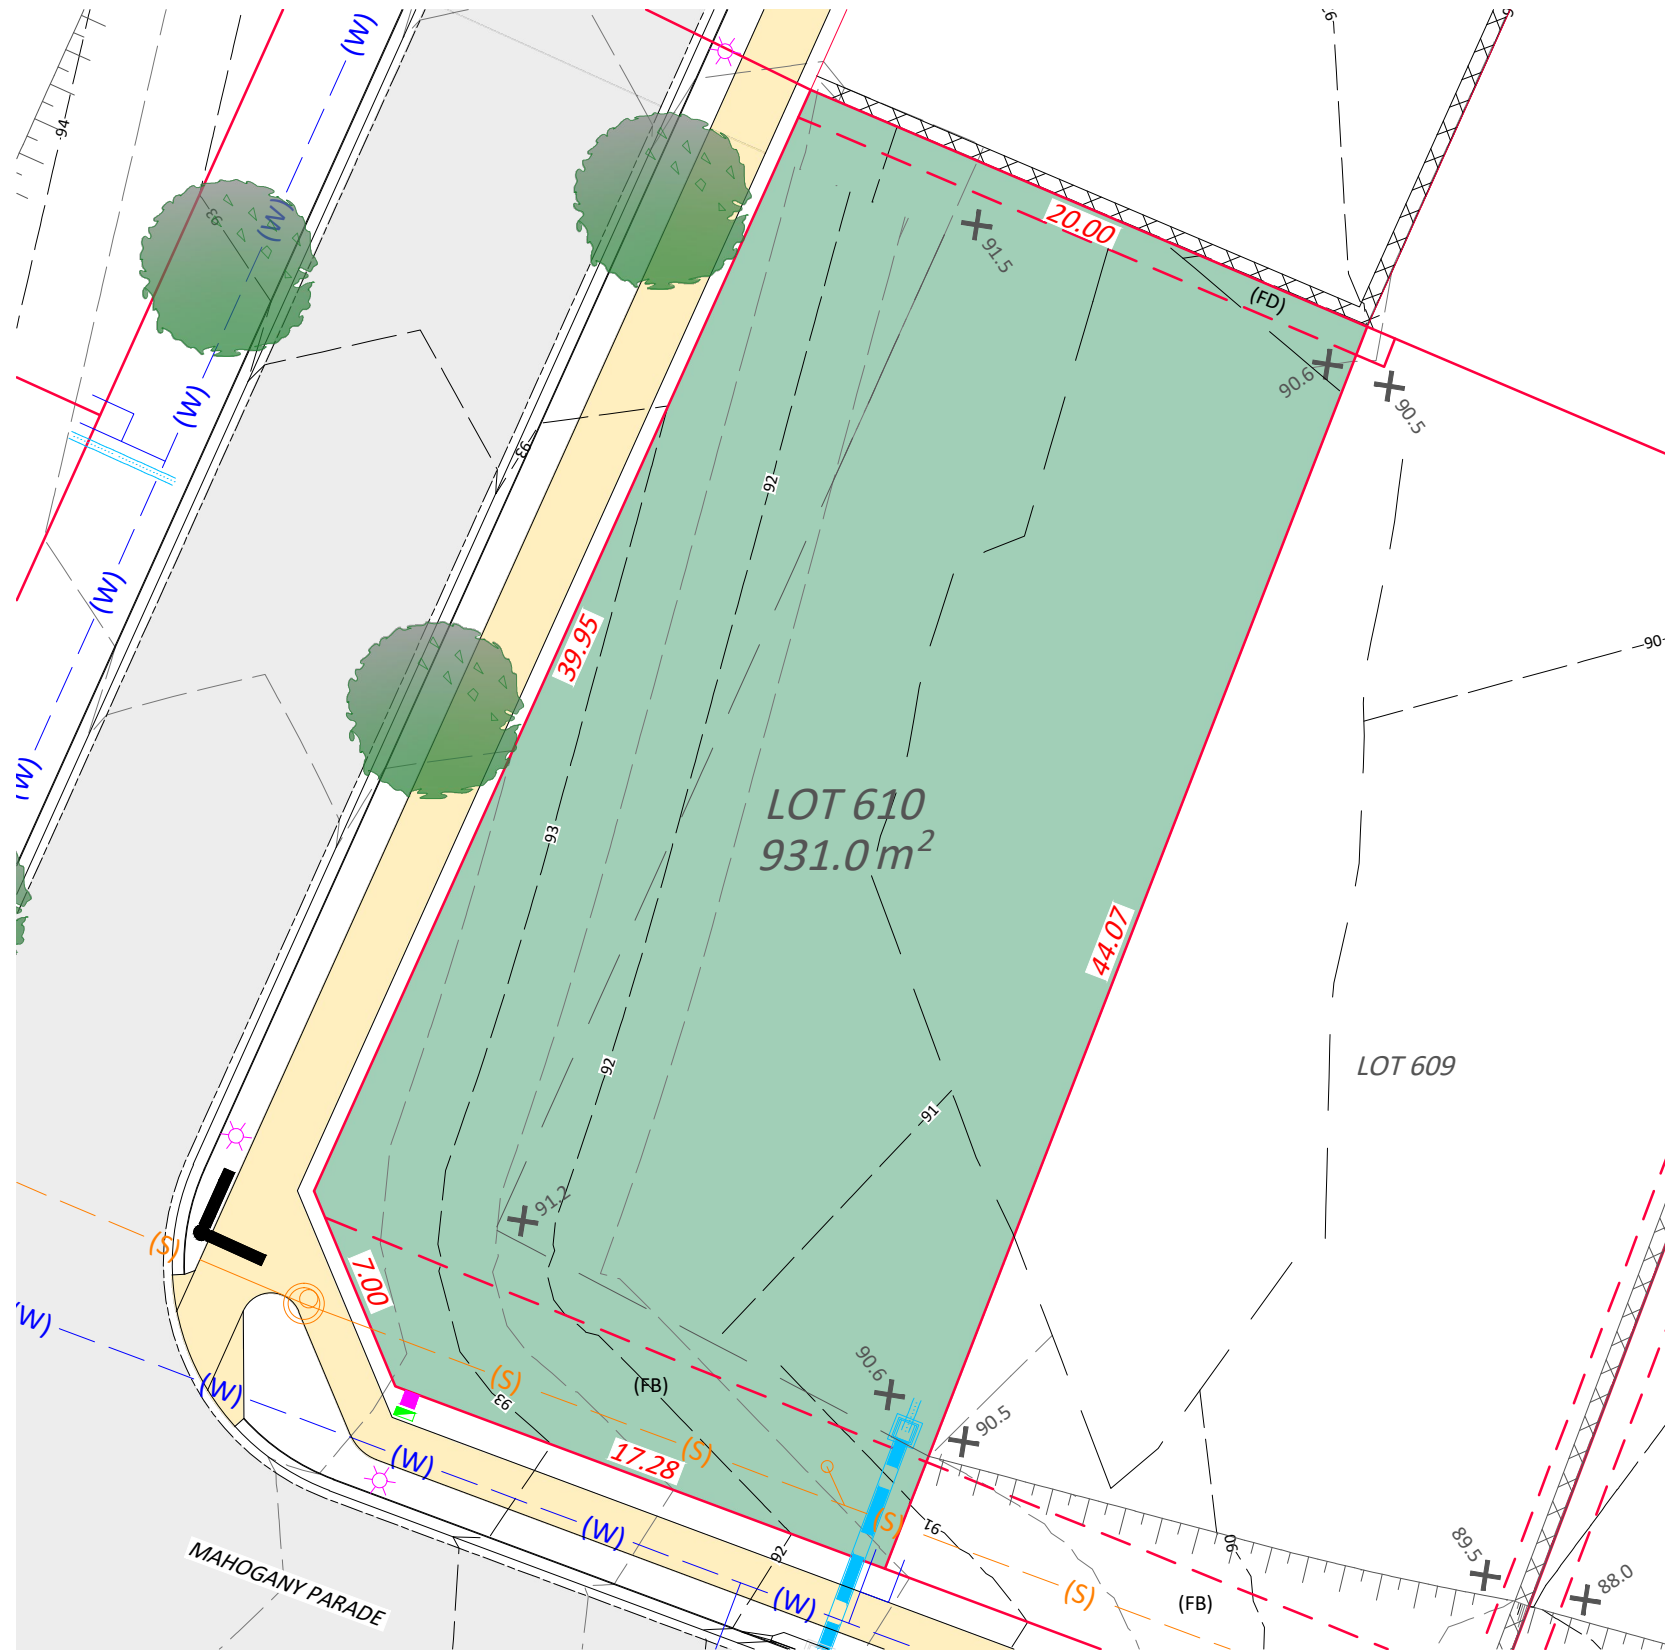 94
(W)
93
(W)
(W)
(W)
(W)
93
20.00
91.5
(FD)
90.6
90.5
92
39.95
90
LOT 610
931.0 m²
93
44.07
92
LOT 609
91
91.2
(S)
7.00
(W)
(W)
(S)
(FB)
90.6
90.5
93
17.28
(S)
(W)
(W)
(S)
91
92
90
89.5
88.0
(W)
(S)
(FB)
MAHOGANY PARADE